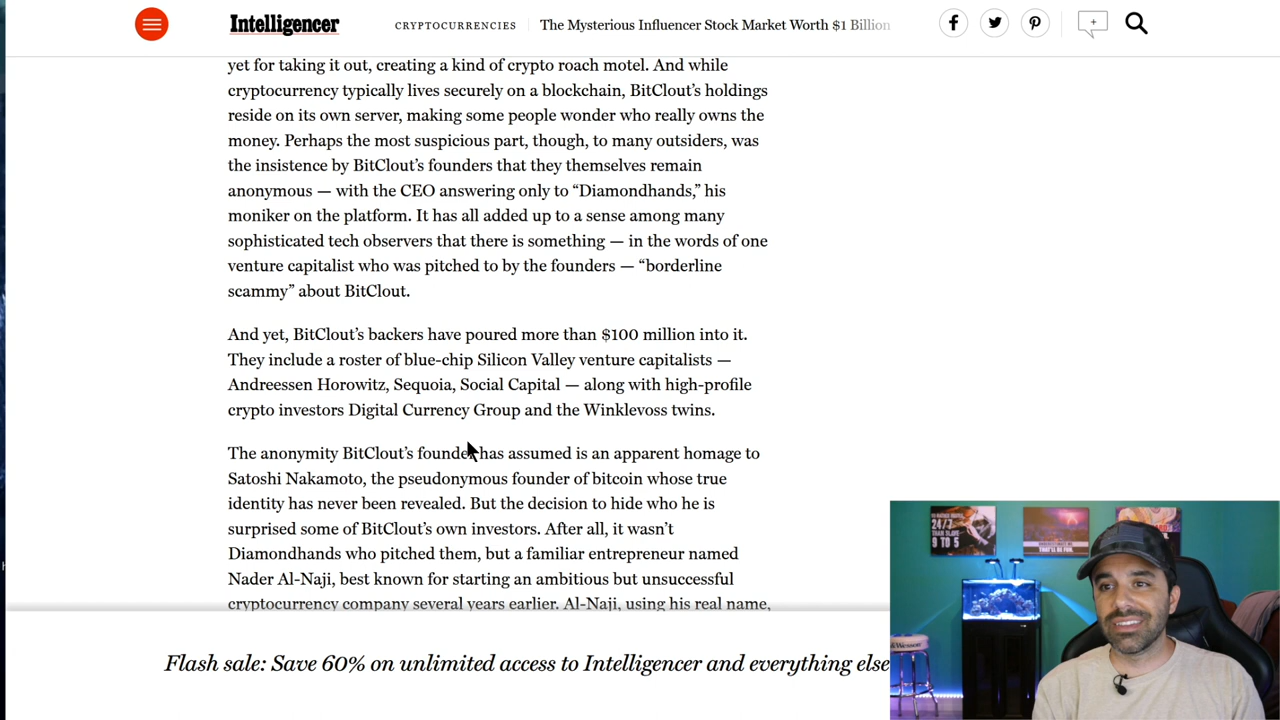 Intelligencer
CRYPTOCURRENCIES
The Mysterious Influencer Stock Market Worth $1 Billion
yet for taking it out, creating a kind of crypto roach motel. And while
cryptocurrency typically lives securely on a blockchain, BitClout’s holdings
reside on its own server, making some people wonder who really owns the
money. Perhaps the most suspicious part, though, to many outsiders, was
the insistence by BitClout’s founders that they themselves remain
anonymous — with the CEO answering only to “Diamondhands,” his
moniker on the platform. It has all added up to a sense among many
sophisticated tech observers that there is something — in the words of one
venture capitalist who was pitched to by the founders — “borderline
scammy” about BitClout.
And yet, BitClout’s backers have poured more than $100 million into it.
They include a roster of blue-chip Silicon Valley venture capitalists —
Andreessen Horowitz, Sequoia, Social Capital — along with high-profile
crypto investors Digital Currency Group and the Winklevoss twins.
The anonymity BitClout’s founder has assumed is an apparent homage to
Satoshi Nakamoto, the pseudonymous founder of bitcoin whose true
identity has never been revealed. But the decision to hide who he is
surprised some of BitClout’s own investors. After all, it wasn’t
Diamondhands who pitched them, but a familiar entrepreneur named
Nader Al-Naji, best known for starting an ambitious but unsuccessful
cryptocurrency company several years earlier. Al-Naji, using his real name,
Flash sale: Save 60% on unlimited access to Intelligencer and everything else
24/7
THAN SLAVE
9 TO 5
THAT'LL BE FUN.